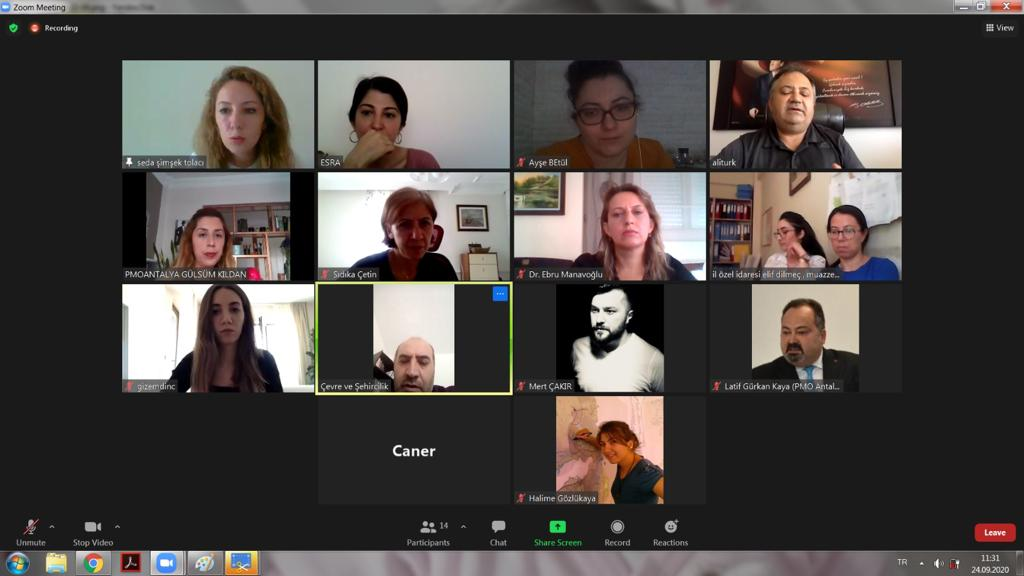 Zoom Meeting
Recording
View
seda şimşek tolacı
ESRA
Ayşe BEtül
aliturk
PMOANTALYA GÜLSÜM KILDAN
Sıdıka Çetin
Dr. Ebru Manavoğlu
il özel idaresi elif dilmeç , muazze...
gizemdinc
Çevre ve Şehircilik
Mert ÇAKIR
Latif Gürkan Kaya (PMO Antal...
Caner
Halime Gözlükaya
Unmute
Stop Video
14
Participants
Chat
Share Screen
Record
Reactions
Leave
TR
11:31
24.09.2020